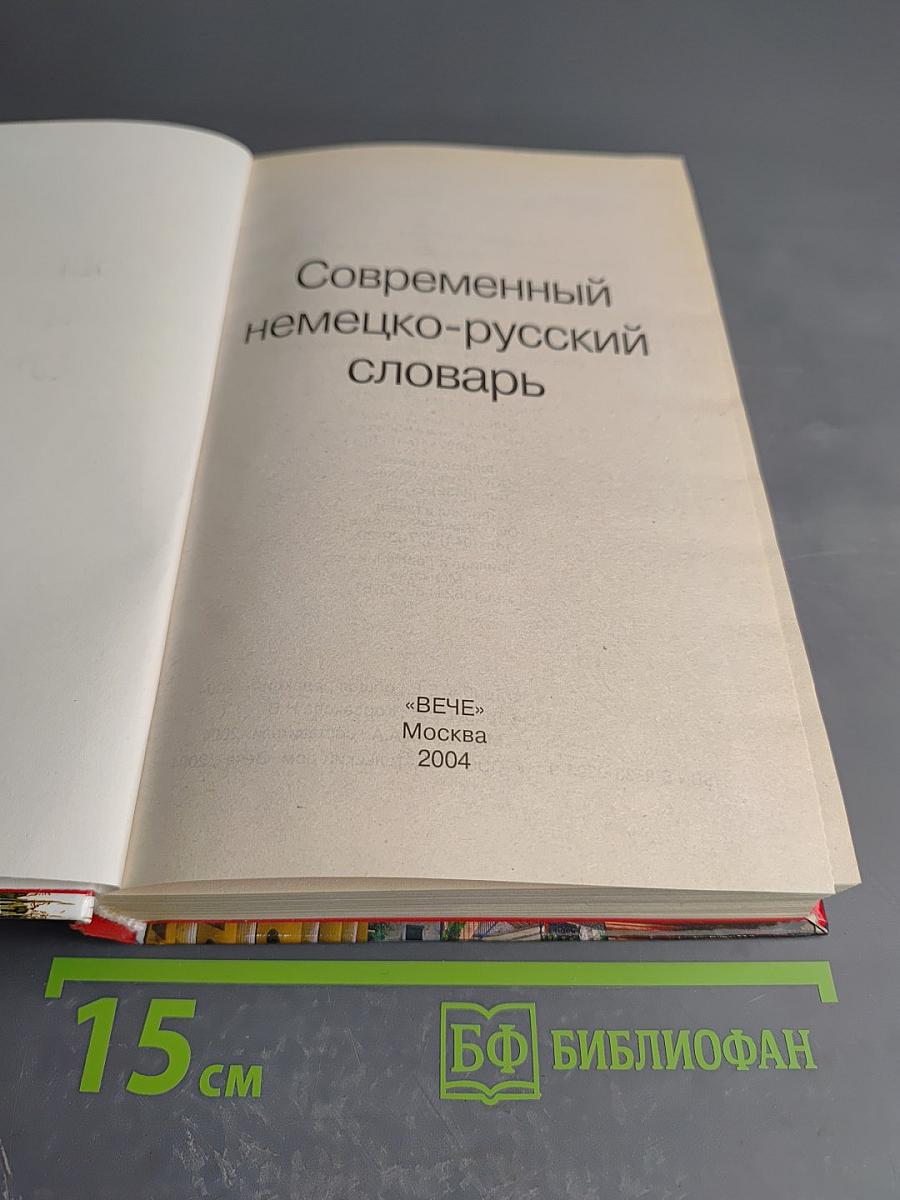 Современный
немецко-русский
словарь
«ВЕЧЕ»
Москва
2004
15 см
БФ БИБЛИОФАН